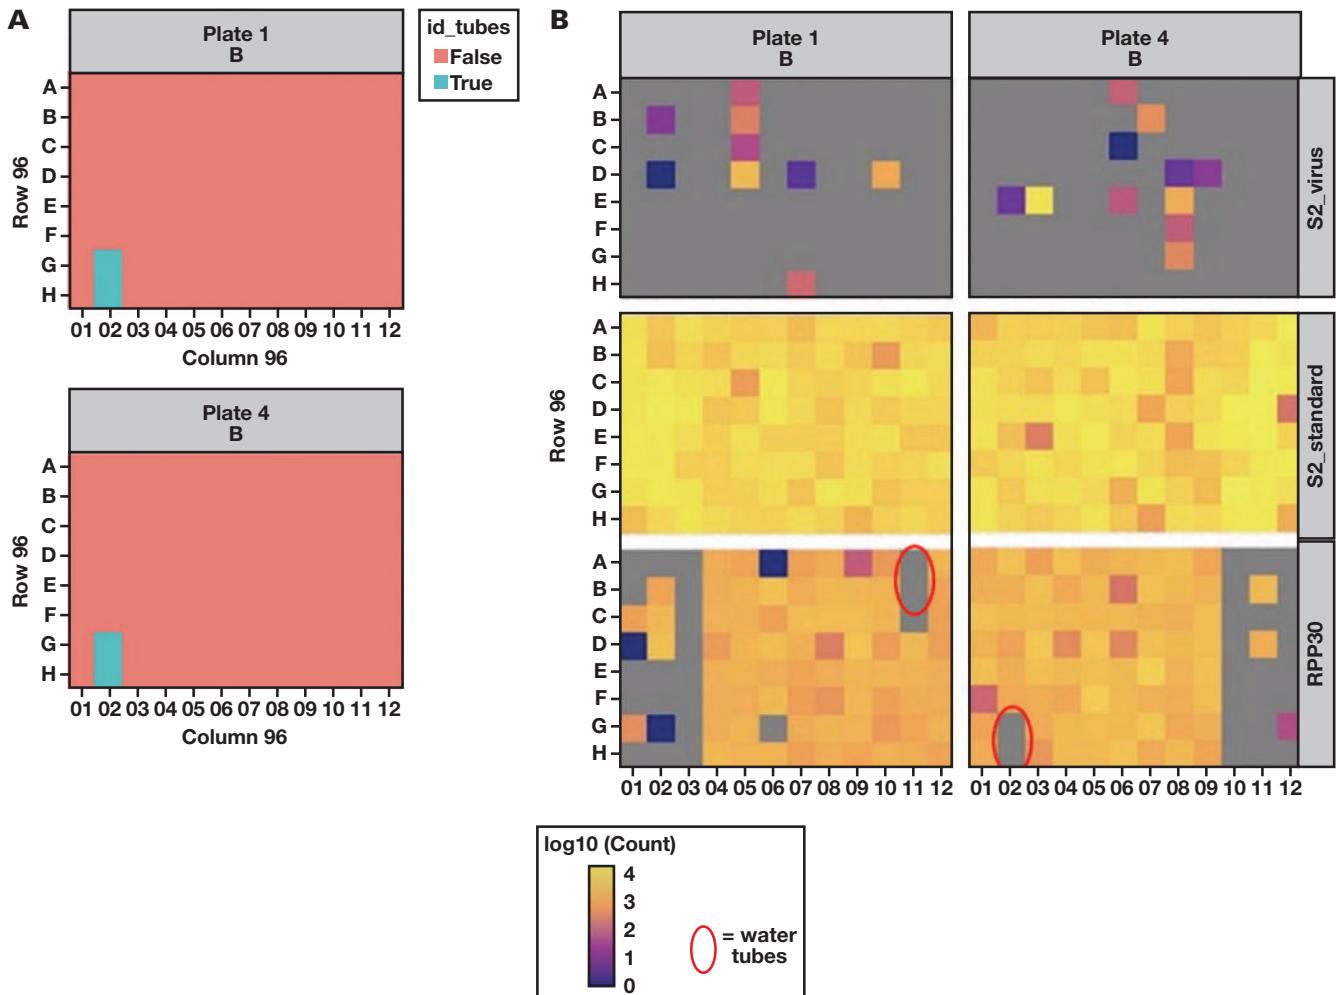 A
Plate 1
B
id_tubes
False
True
A
B
C
D
E
F
G
H
Row 96
01 02 03 04 05 06 07 08 09 10 11 12
Column 96
Plate 4
B
A
B
C
D
E
F
G
H
Row 96
01 02 03 04 05 06 07 08 09 10 11 12
Column 96
B
Plate 1
B
Plate 4
B
A
B
C
D
E
F
G
H
S2_virus
A
B
C
D
E
F
G
H
Row 96
S2_standard
A
B
C
D
E
F
G
H
RPP30
01 02 03 04 05 06 07 08 09 10 11 12
01 02 03 04 05 06 07 08 09 10 11 12
log10 (Count)
4
3
2
1
0
= water
tubes